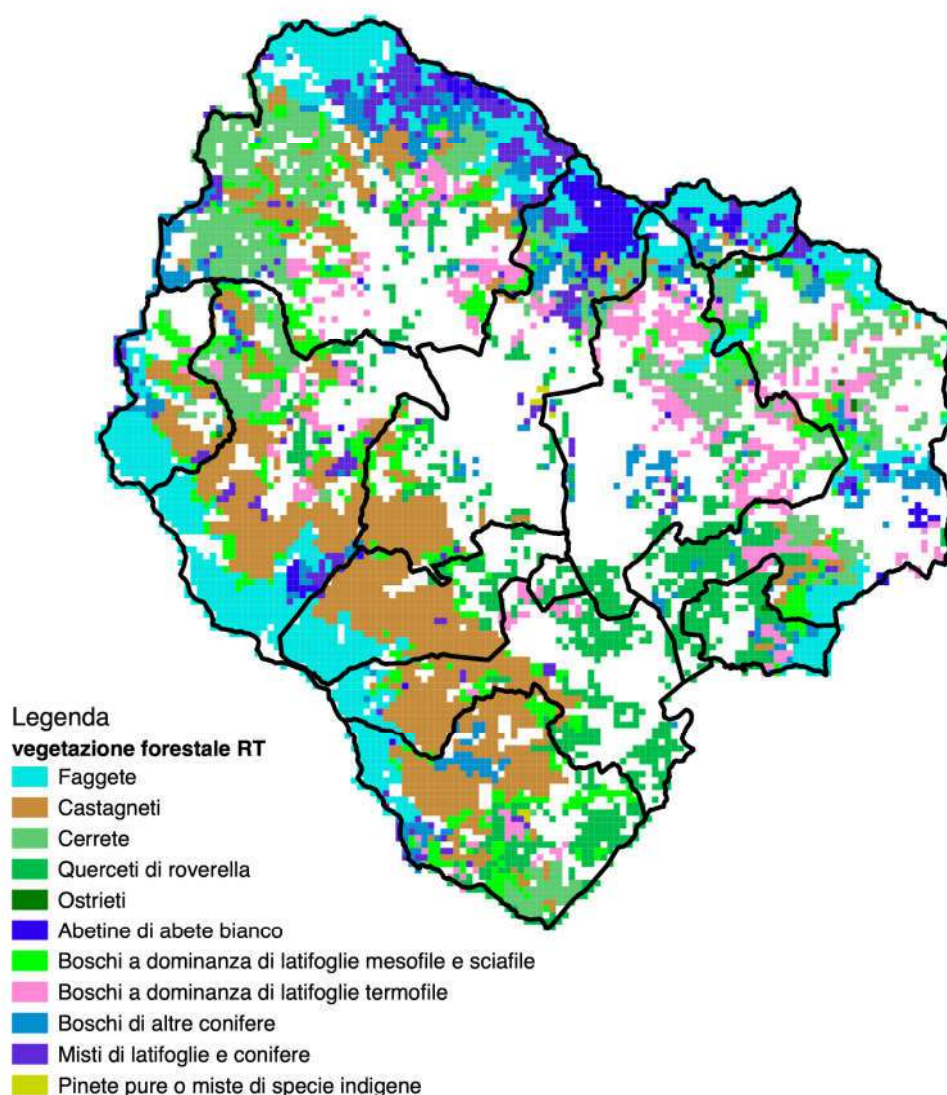 Legenda
vegetazione forestale RT
Faggete
Castagneti
Cerrete
Querceti di roverella
Ostrieti
Abetine di abete bianco
Boschi a dominanza di latifoglie mesofile e sciafile
Boschi a dominanza di latifoglie termofile
Boschi di altre conifere
Misti di latifoglie e conifere
Pinete pure o miste di specie indigene